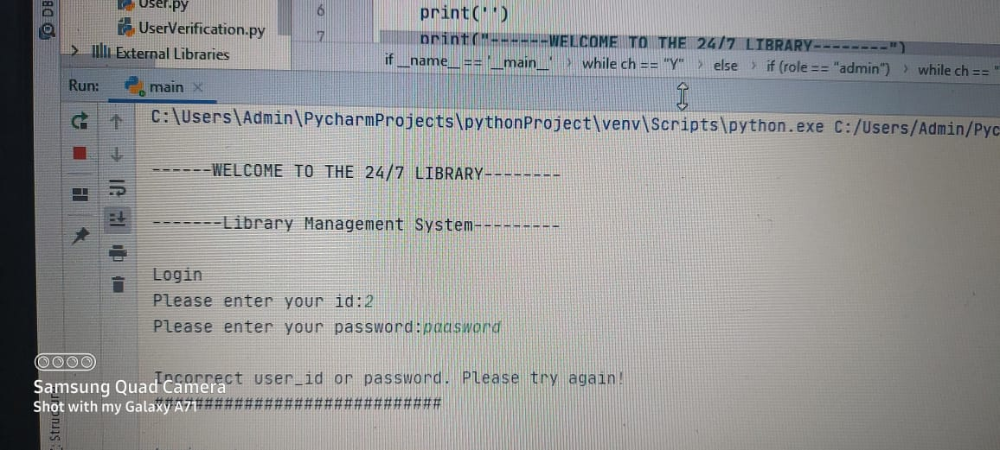 User.py
UserVerification.py
External Libraries
6
7
print('')
print("------WELCOME TO THE 24/7 LIBRARY--------")
if __name__ == '__main__' > while ch == "Y" > else > if (role == "admin") > while ch == "
DB
Run: main
C:\Users\Admin\PycharmProjects\pythonProject\venv\Scripts\python.exe C:/Users/Admin/Pyc
------WELCOME TO THE 24/7 LIBRARY--------
-------Library Management System---------
Login
Please enter your id:2
Please enter your password:paasword
Incorrect user_id or password. Please try again!
#############################
Samsung Quad Camera
Shot with my Galaxy A71